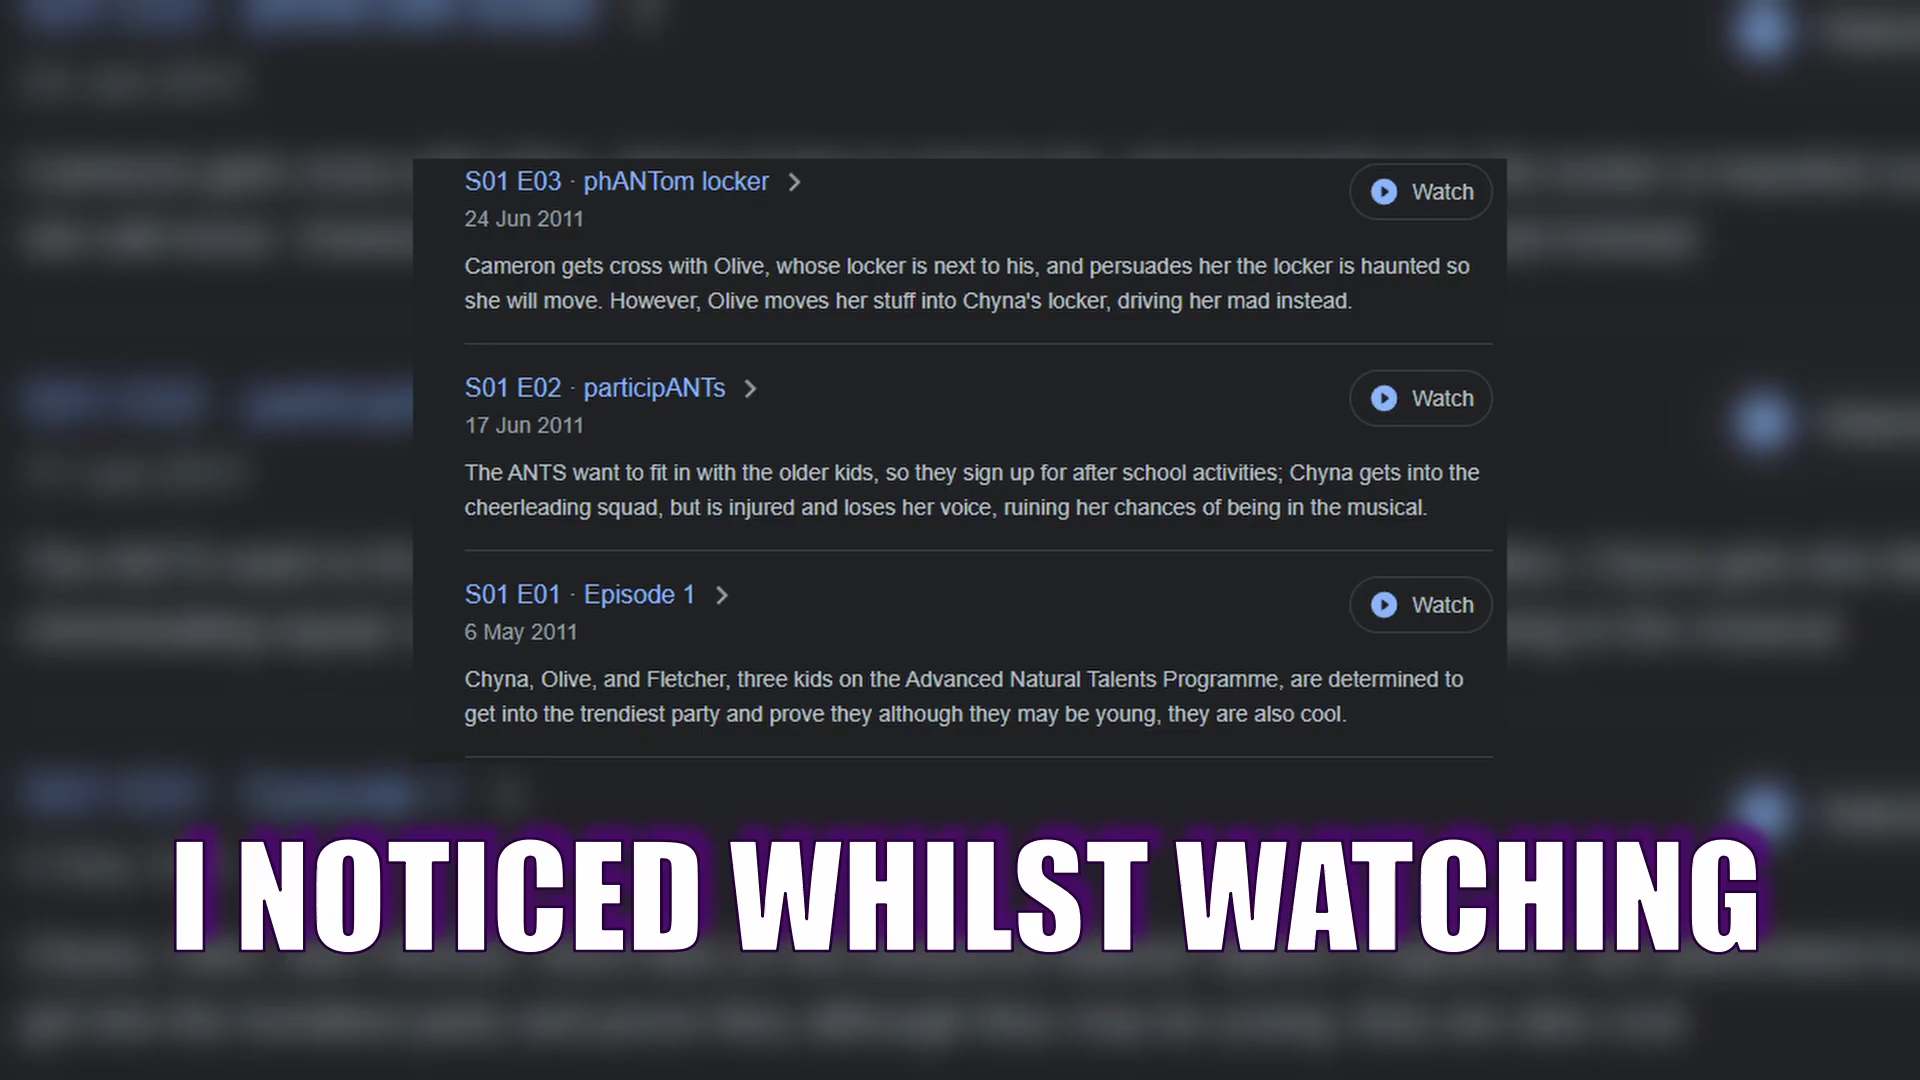 S01 E03 · phANTom locker
Watch
24 Jun 2011
Cameron gets cross with Olive, whose locker is next to his, and persuades her the locker is haunted so
she will move. However, Olive moves her stuff into Chyna's locker, driving her mad instead.
S01 E02 · participANTs
Watch
17 Jun 2011
The ANTS want to fit in with the older kids, so they sign up for after school activities; Chyna gets into the
cheerleading squad, but is injured and loses her voice, ruining her chances of being in the musical.
S01 E01 · Episode 1
Watch
6 May 2011
Chyna, Olive, and Fletcher, three kids on the Advanced Natural Talents Programme, are determined to
get into the trendiest party and prove they although they may be young, they are also cool.
I NOTICED WHILST WATCHING